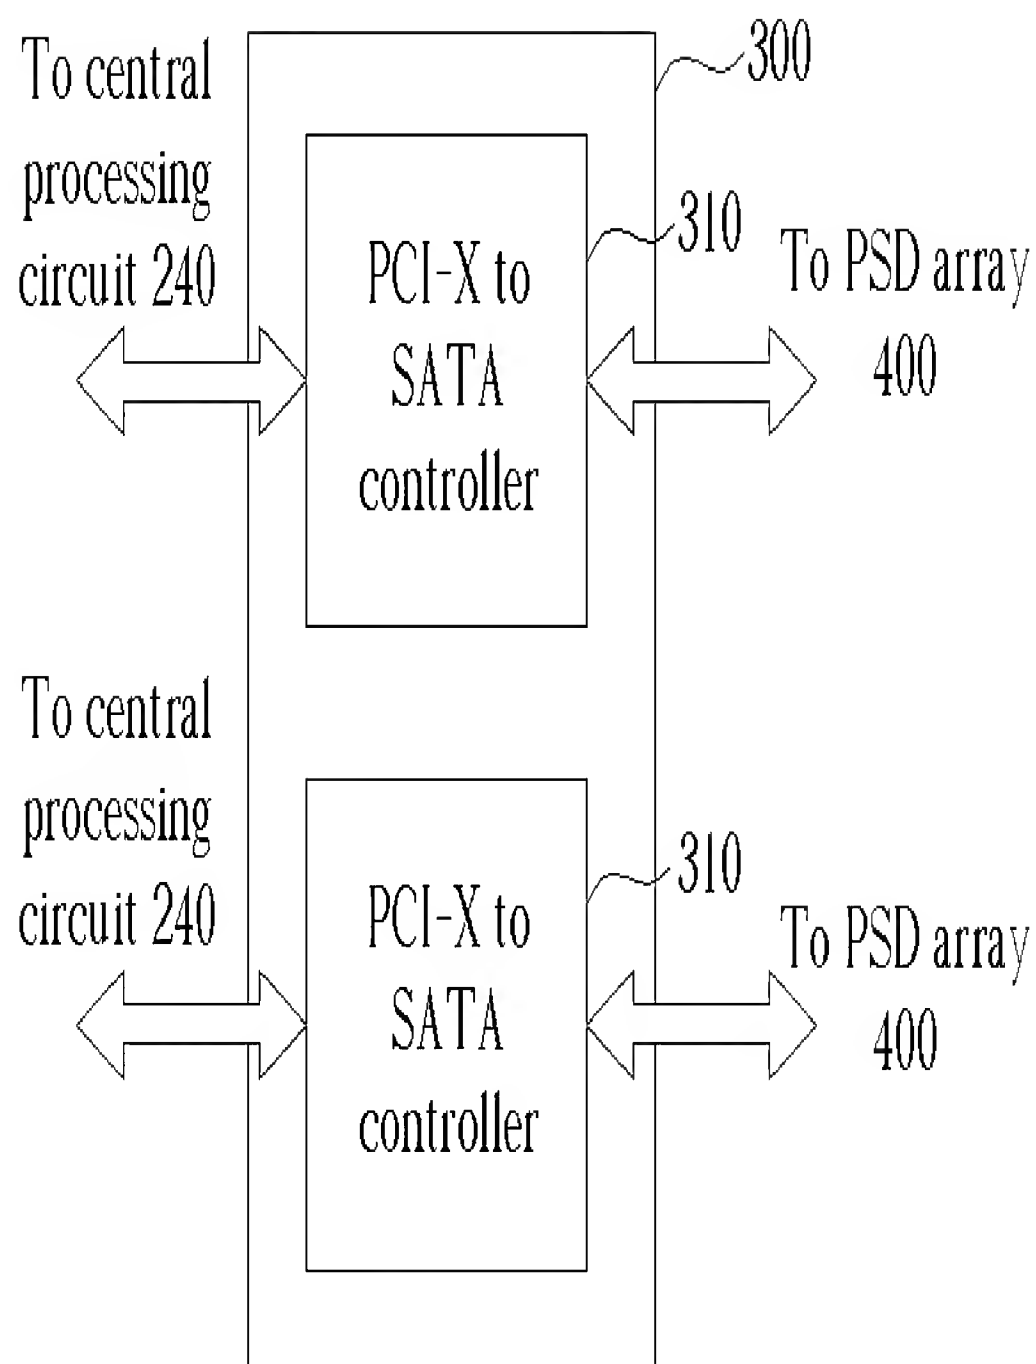 300
To central
processing
circuit 240
310
PCI-X to
SATA
controller
To PSD array
400
To central
processing
circuit 240
310
PCI-X to
SATA
controller
To PSD array
400